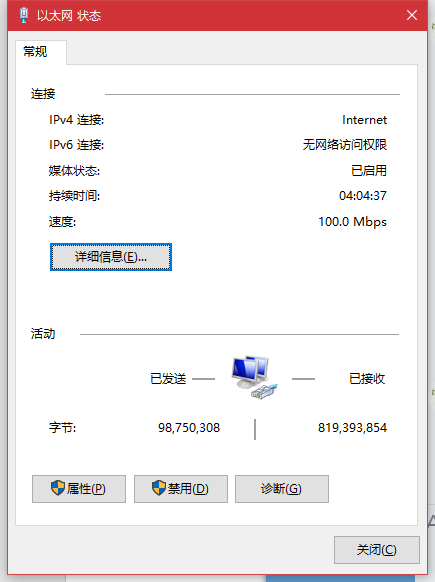 以太网 状态
常规
连接
IPv4 连接: Internet
IPv6 连接: 无网络访问权限
媒体状态: 已启用
持续时间: 04:04:37
速度: 100.0 Mbps
详细信息(E)...
活动
已发送 已接收
字节: 98,750,308 819,393,854
属性(P) 禁用(D) 诊断(G)
关闭(C)